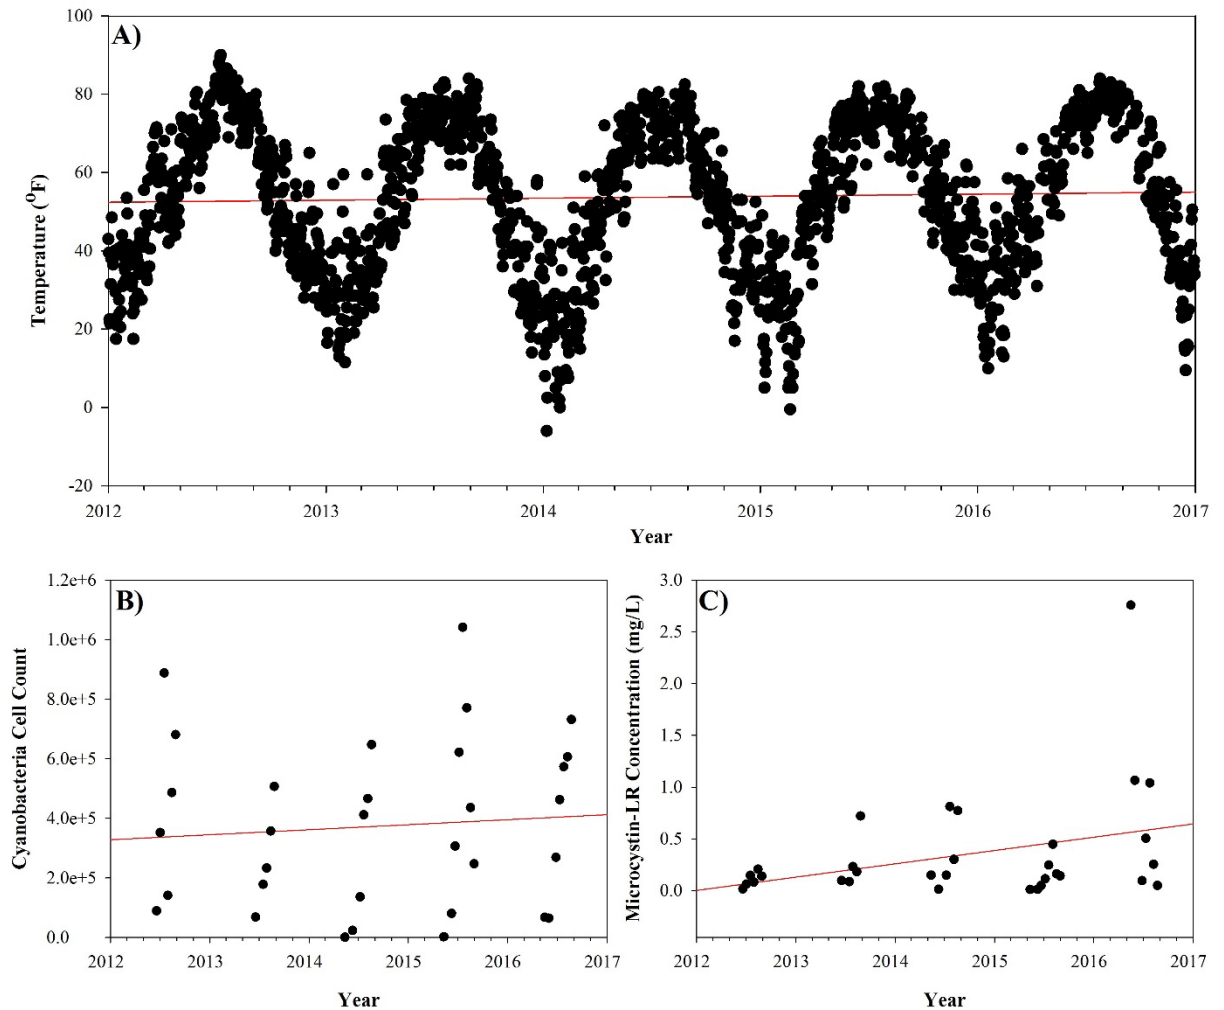 A)
Temperature (⁰F)
100
80
60
40
20
0
-20
2012 2013 2014 2015 2016 2017
Year
B)
Cyanobacteria Cell Count
1.2e+6
1.0e+6
8.0e+5
6.0e+5
4.0e+5
2.0e+5
0.0
2012 2013 2014 2015 2016 2017
Year
C)
Microcystin-LR Concentration (mg/L)
3.0
2.5
2.0
1.5
1.0
0.5
0.0
2012 2013 2014 2015 2016 2017
Year